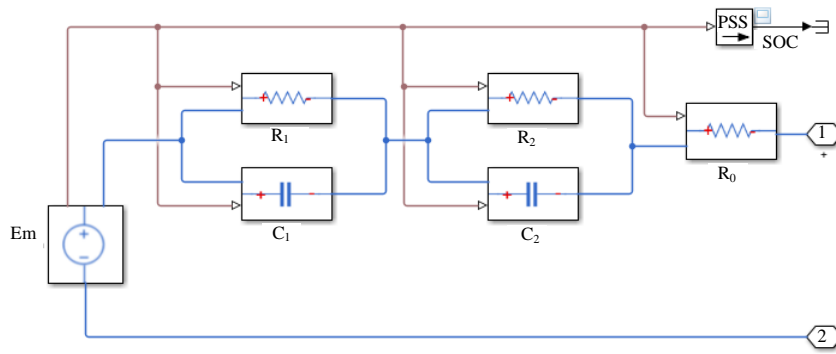 PSS
SOC
R₁
R₂
1
+
R₀
Em
C₁
C₂
2